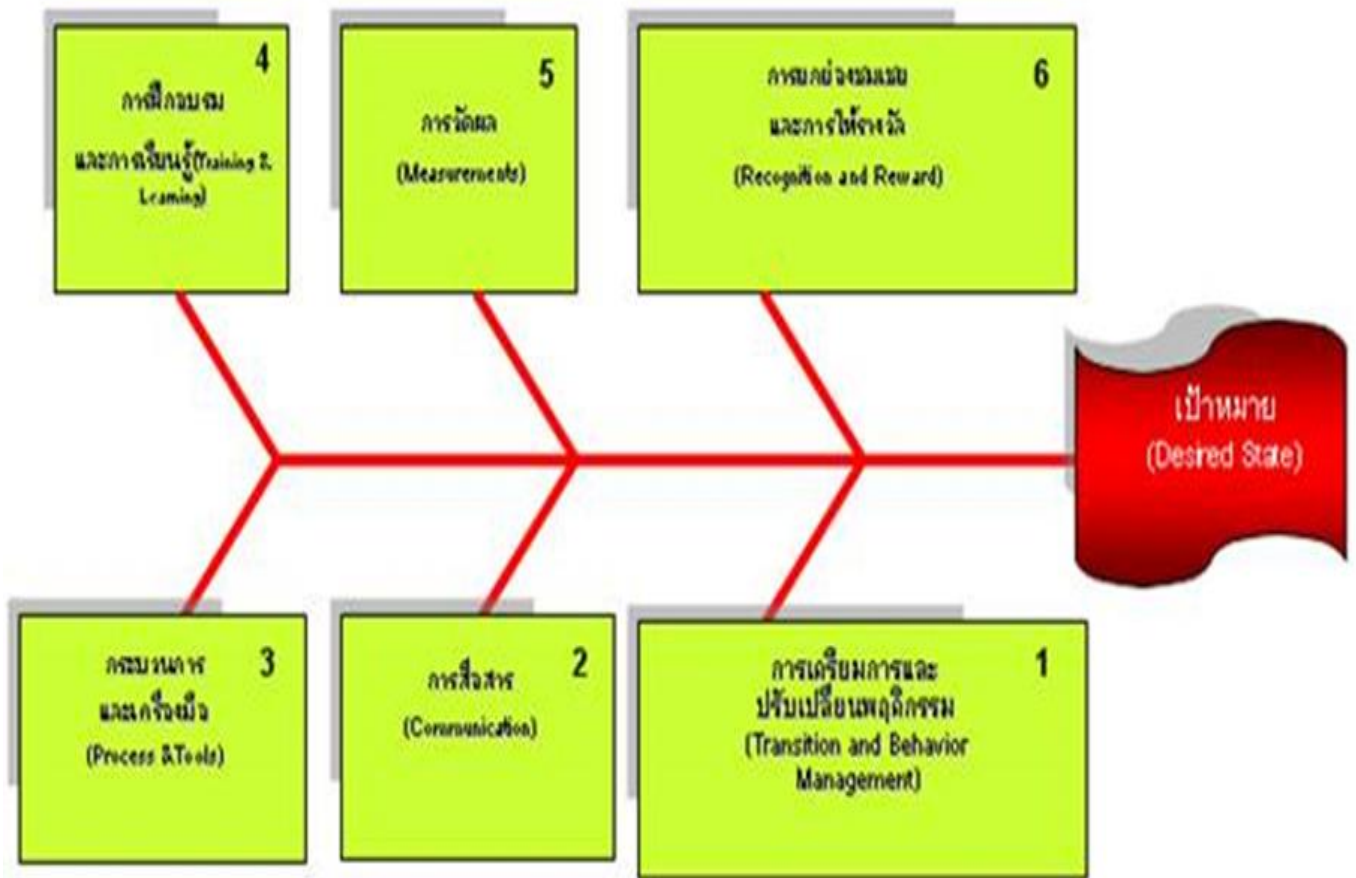 4
การฝึกอบรม
และการเรียนรู้(Training &
Learning)
5
การวัดผล
(Measurements)
6
การยกย่องชมเชย
และการให้รางวัล
(Recognition and Reward)
เป้าหมาย
(Desired State)
3
กระบวนการ
และเครื่องมือ
(Process &Tools)
2
การสื่อสาร
(Communication)
1
การเตรียมการและ
ปรับเปลี่ยนพฤติกรรม
(Transition and Behavior
Management)